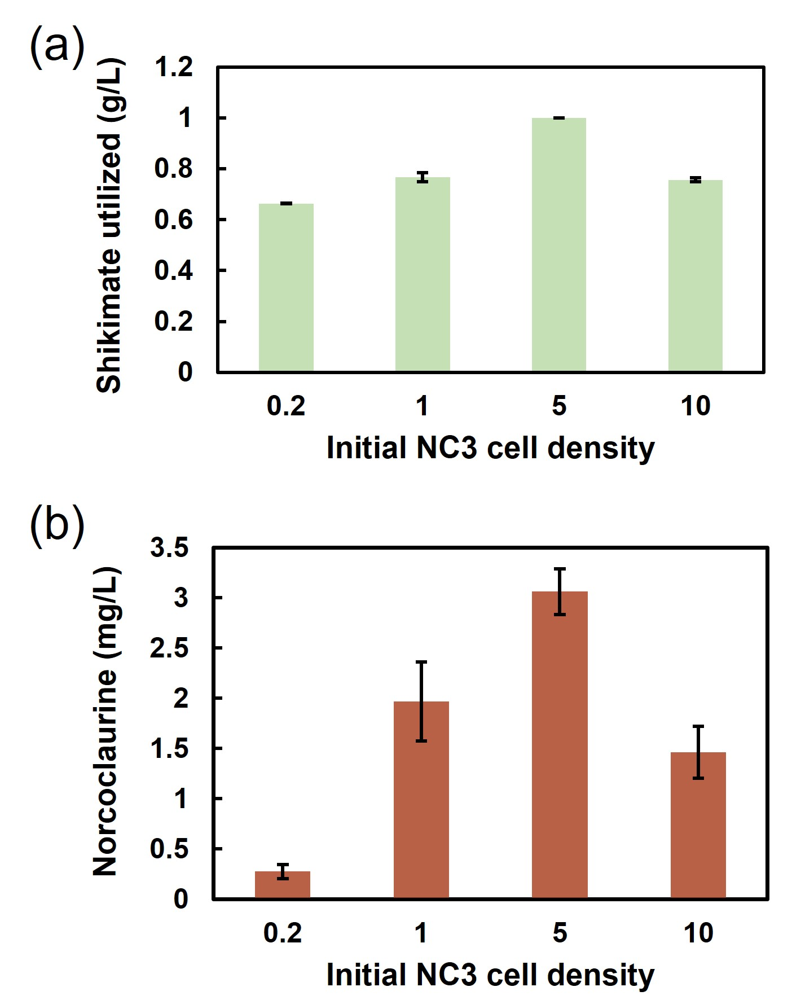 (a)
Shikimate utilized (g/L)
1.2
1
0.8
0.6
0.4
0.2
0
0.2 1 5 10
Initial NC3 cell density
(b)
Norcoclaurine (mg/L)
3.5
3
2.5
2
1.5
1
0.5
0
0.2 1 5 10
Initial NC3 cell density